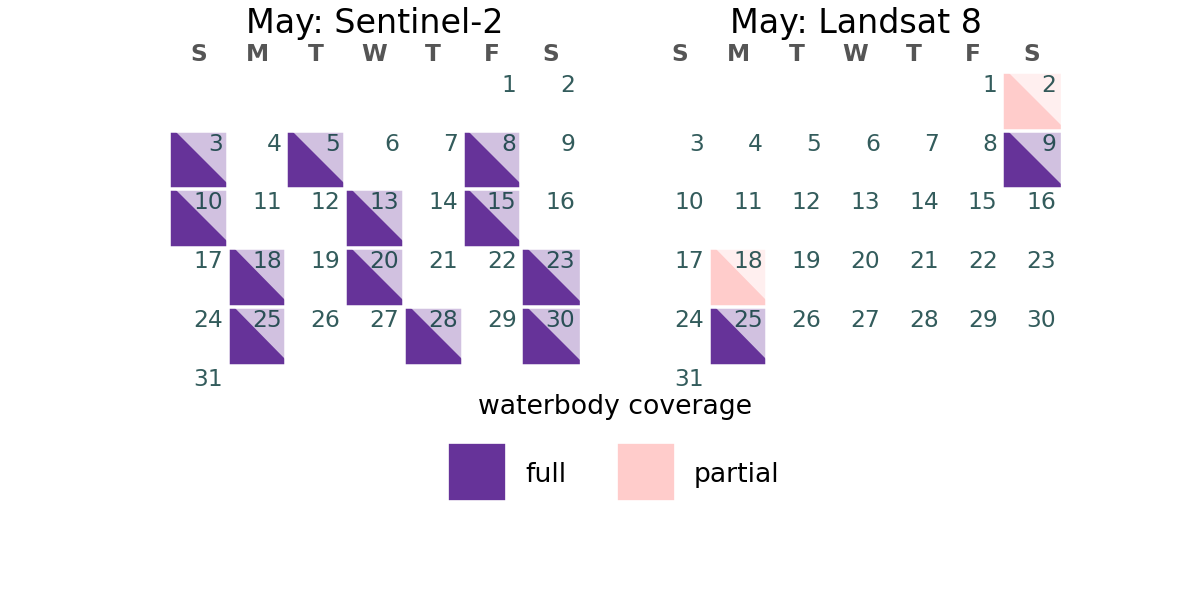 May: Sentinel-2
S M T W T F S
1 2
3 4 5 6 7 8 9
10 11 12 13 14 15 16
17 18 19 20 21 22 23
24 25 26 27 28 29 30
31
May: Landsat 8
S M T W T F S
1 2
3 4 5 6 7 8 9
10 11 12 13 14 15 16
17 18 19 20 21 22 23
24 25 26 27 28 29 30
31
waterbody coverage
full partial